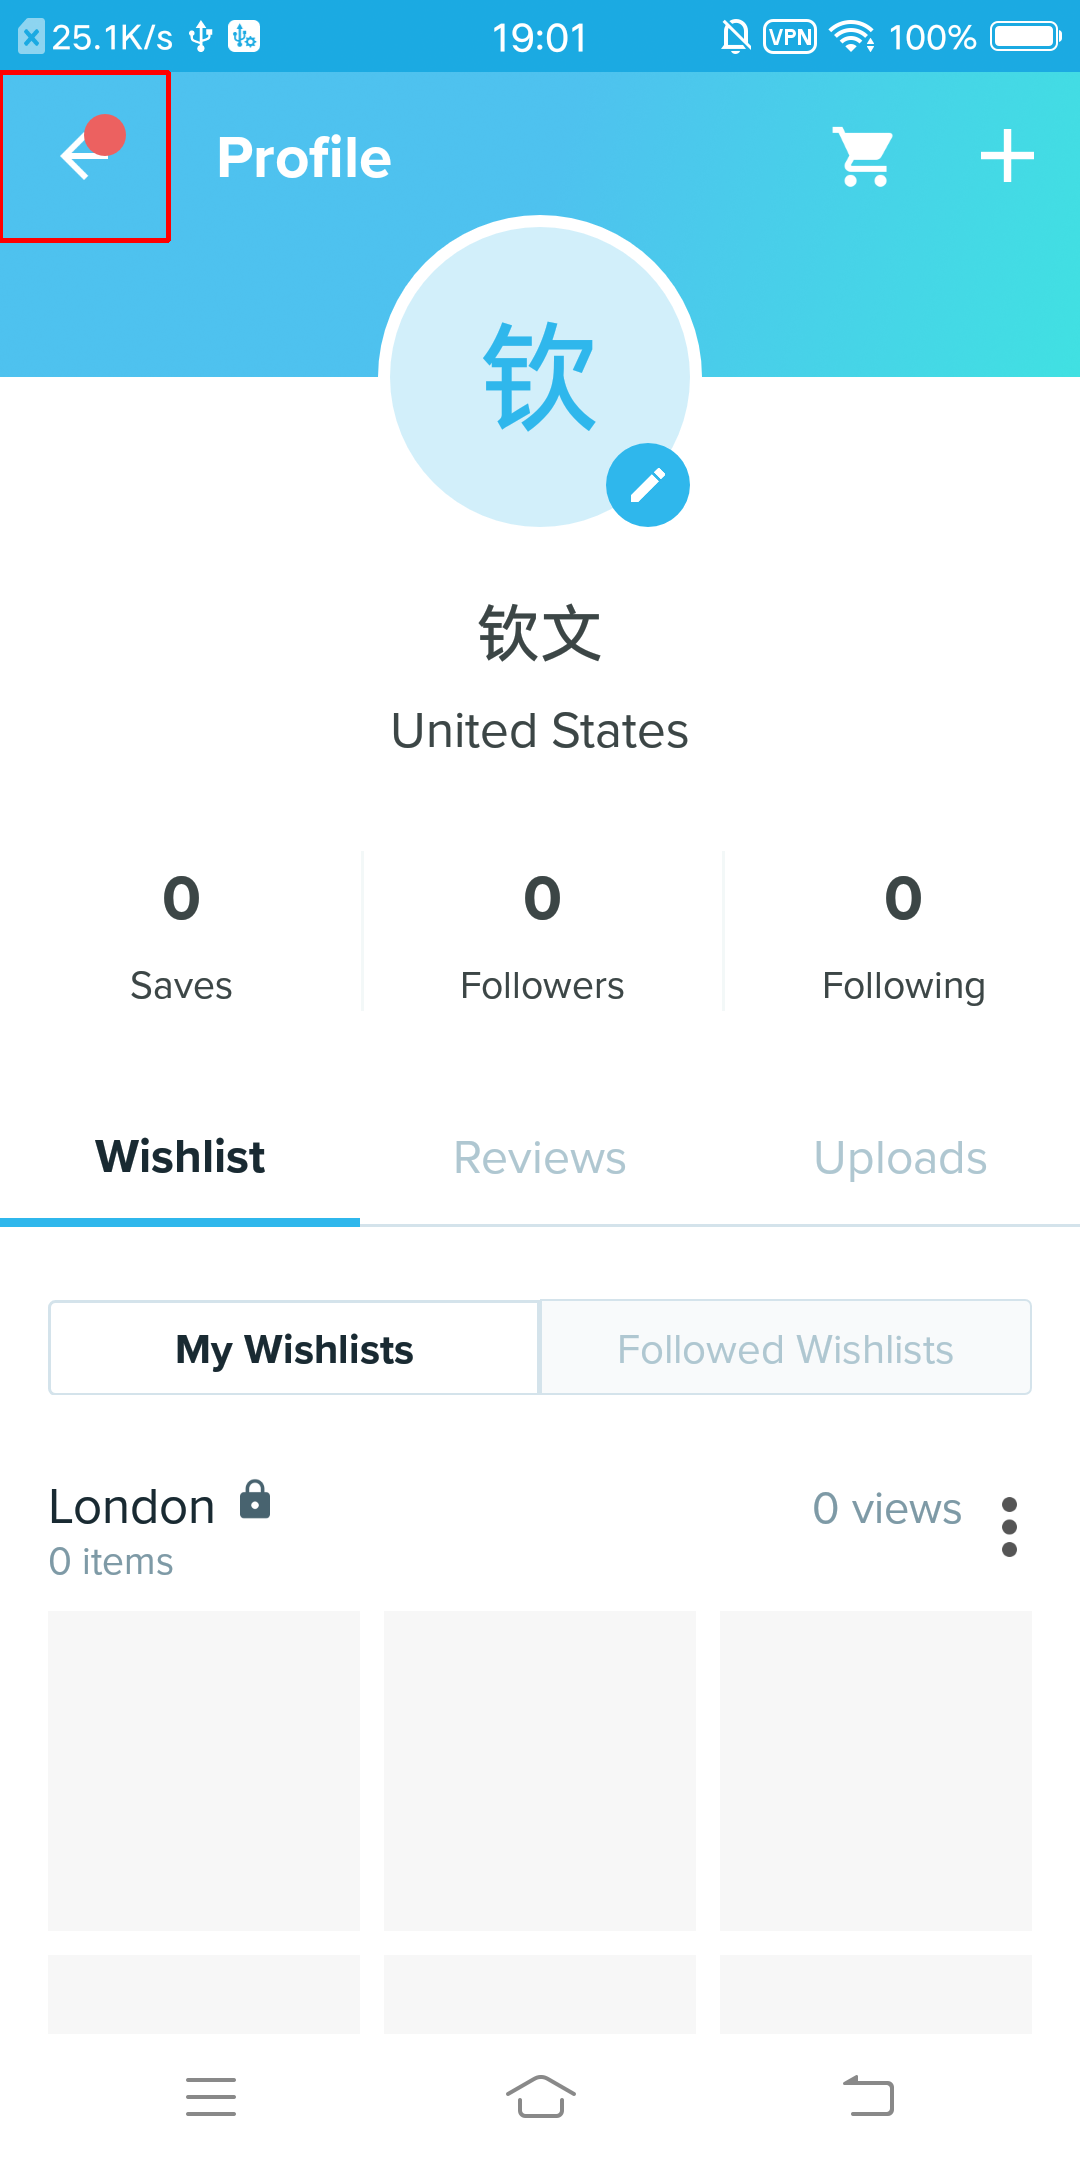 25.1K/s 19:01 VPN 100%
Profile
钦
钦文
United States
0 0 0
Saves Followers Following
Wishlist Reviews Uploads
My Wishlists Followed Wishlists
London 0 views
0 items